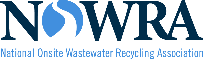 NOWRA
National Onsite Wastewater Recycling Association